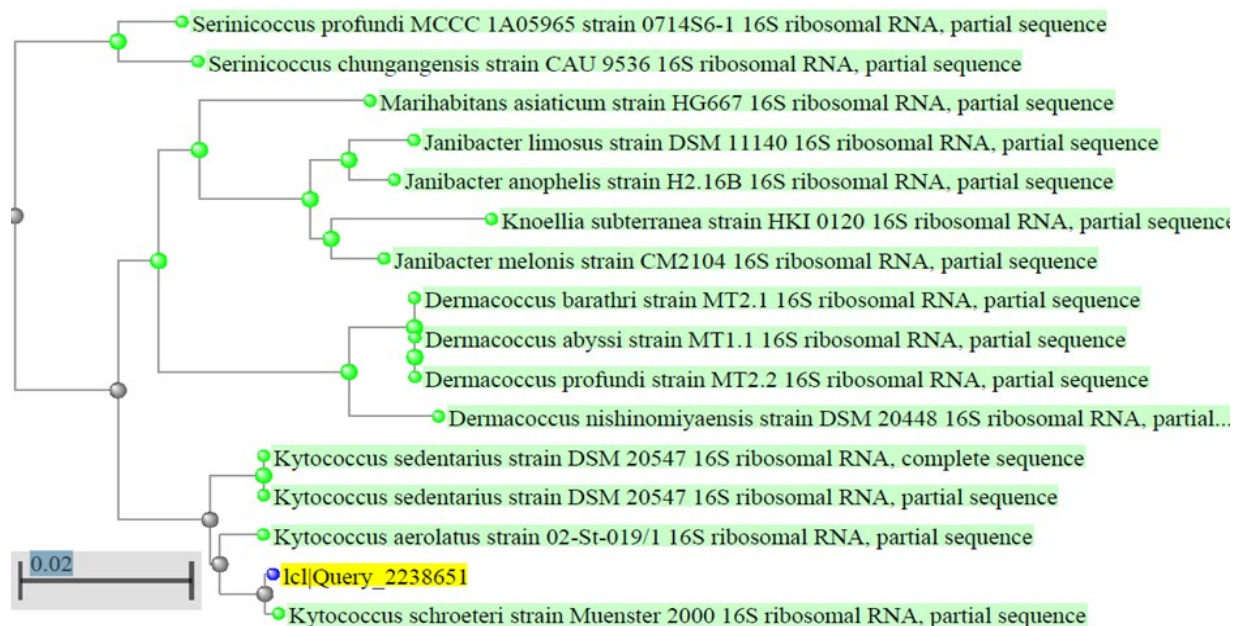 Serinicoccus profundi MCCC 1A05965 strain 0714S6-1 16S ribosomal RNA, partial sequence
Serinicoccus chungangensis strain CAU 9536 16S ribosomal RNA, partial sequence
Marihabitans asiaticum strain HG667 16S ribosomal RNA, partial sequence
Janibacter limosus strain DSM 11140 16S ribosomal RNA, partial sequence
Janibacter anophelis strain H2.16B 16S ribosomal RNA, partial sequence
Knoellia subterranea strain HKI 0120 16S ribosomal RNA, partial sequence
Janibacter melonis strain CM2104 16S ribosomal RNA, partial sequence
Dermacoccus barathri strain MT2.1 16S ribosomal RNA, partial sequence
Dermacoccus abyssi strain MT1.1 16S ribosomal RNA, partial sequence
Dermacoccus profundi strain MT2.2 16S ribosomal RNA, partial sequence
Dermacoccus nishinomiyaensis strain DSM 20448 16S ribosomal RNA, partial...
Kytococcus sedentarius strain DSM 20547 16S ribosomal RNA, complete sequence
Kytococcus sedentarius strain DSM 20547 16S ribosomal RNA, partial sequence
Kytococcus aerolatus strain 02-St-019/1 16S ribosomal RNA, partial sequence
0.02
lcl|Query_2238651
Kytococcus schroeteri strain Muenster 2000 16S ribosomal RNA, partial sequence